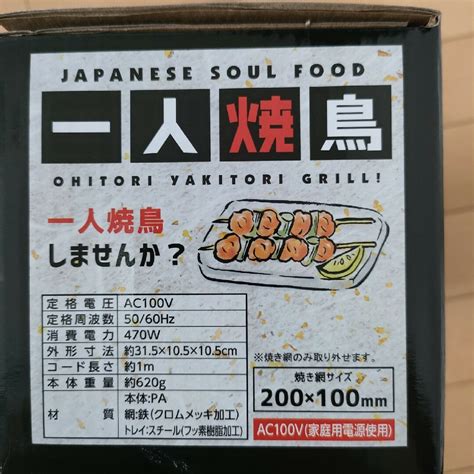 JAPANESE SOUL FOOD
一人焼鳥
OHITORI YAKITORI GRILL!
一人焼鳥
しませんか？
定格電圧 AC100V
定格周波数 50/60Hz
消費電力 470W
外形寸法 約31.5×10.5×10.5cm
コード長さ 約1m
本体重量 約620g
材質 本体:PA
網:鉄(クロムメッキ加工)
トレイ:スチール(フッ素樹脂加工)
※焼き網のみ取り外せます。
焼き網サイズ
200×100mm
AC100V(家庭用電源使用)